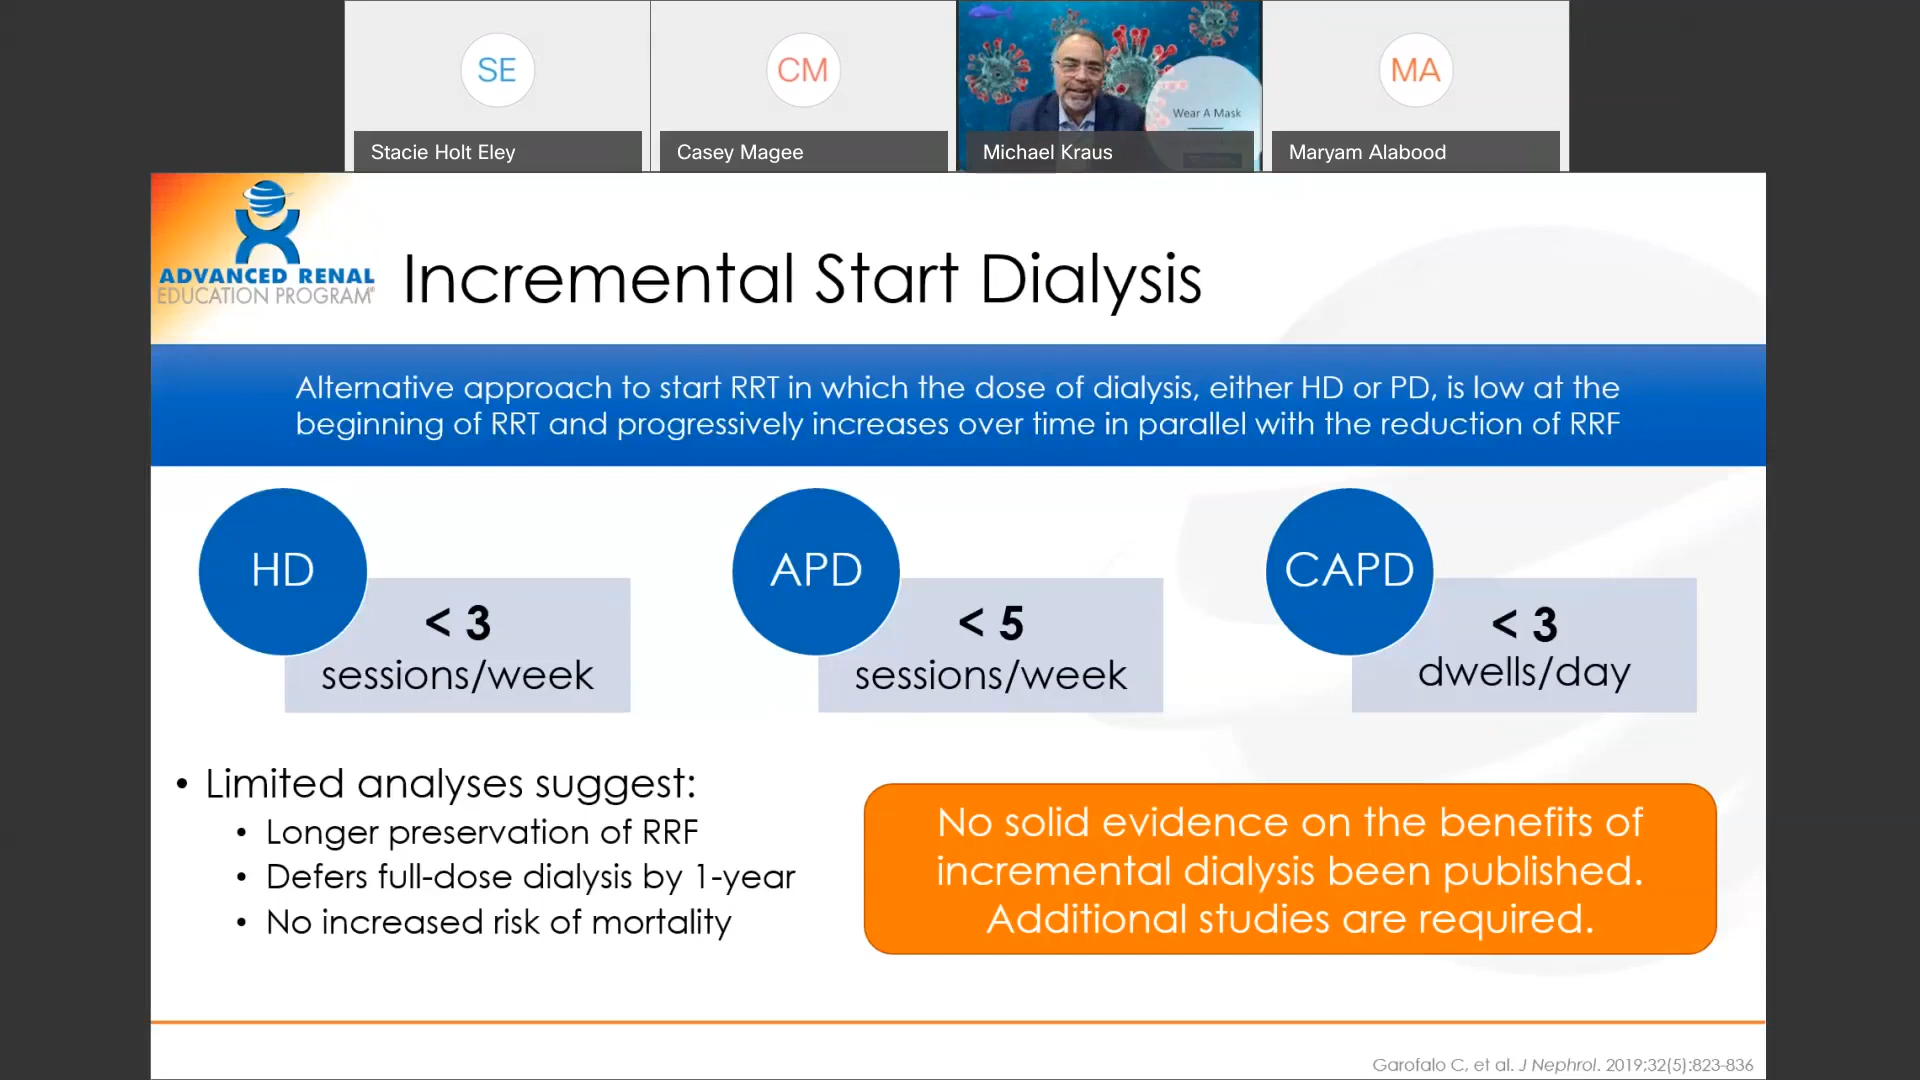 SE
CM
Wear A Mask
MA
Stacie Holt Eley
Casey Magee
Michael Kraus
Maryam Alabood
ADVANCED RENAL
EDUCATION PROGRAM®
Incremental Start Dialysis
Alternative approach to start RRT in which the dose of dialysis, either HD or PD, is low at the
beginning of RRT and progressively increases over time in parallel with the reduction of RRF
HD
< 3
sessions/week
APD
< 5
sessions/week
CAPD
< 3
dwells/day
• Limited analyses suggest:
• Longer preservation of RRF
• Defers full-dose dialysis by 1-year
• No increased risk of mortality
No solid evidence on the benefits of
incremental dialysis been published.
Additional studies are required.
Garofalo C, et al. J Nephrol. 2019;32(5):823-836